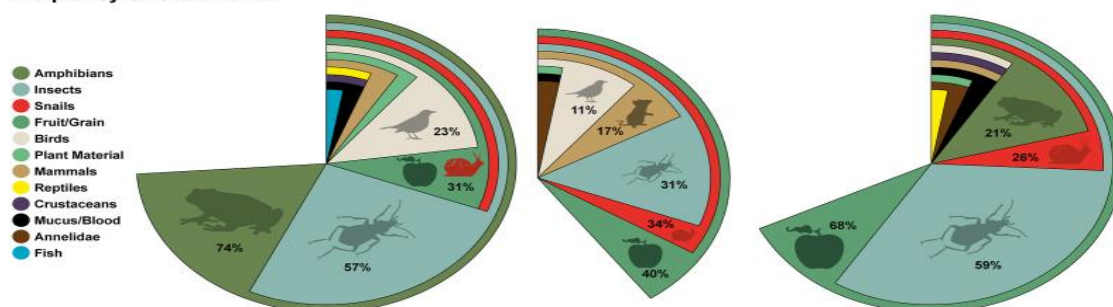 Amphibians
Insects
Snails
Fruit/Grain
Birds
Plant Material
Mammals
Reptiles
Crustaceans
Mucus/Blood
Annelidae
Fish
23%
31%
57%
74%
11%
17%
31%
34%
40%
21%
26%
59%
68%